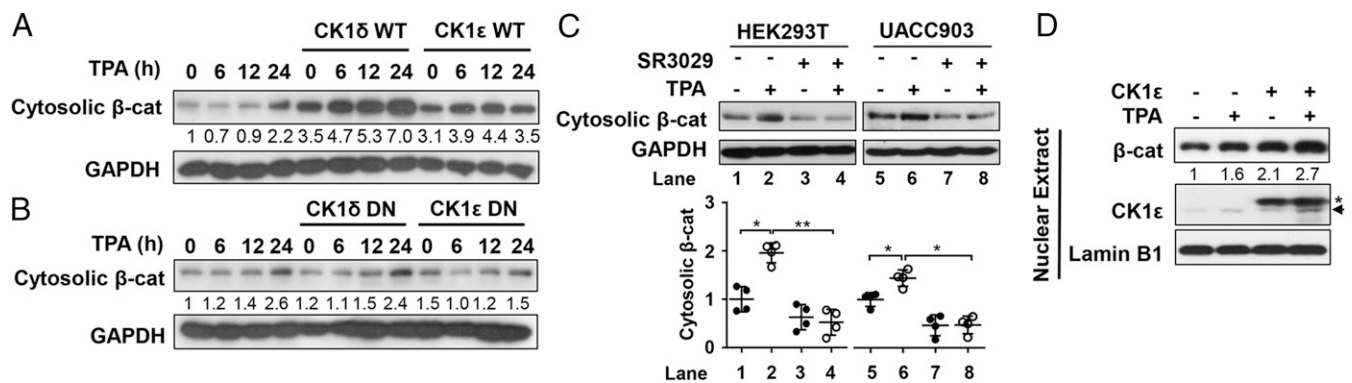 A
CK1δ WT CK1ε WT
TPA (h) 0 6 12 24 0 6 12 24 0 6 12 24
Cytosolic β-cat
1 0.7 0.9 2.2 3.5 4.7 5.3 7.0 3.1 3.9 4.4 3.5
GAPDH
B
CK1δ DN CK1ε DN
TPA (h) 0 6 12 24 0 6 12 24 0 6 12 24
Cytosolic β-cat
1 1.2 1.4 2.6 1.2 1.1 1.5 2.4 1.5 1.0 1.2 1.5
GAPDH
C
HEK293T UACC903
SR3029 - - + + - - + +
TPA - + - + - + - +
Cytosolic β-cat
GAPDH
Lane 1 2 3 4 5 6 7 8
Cytosolic β-cat
3
2
1
0
* ** * *
Lane 1 2 3 4 5 6 7 8
D
CK1ε - - + +
TPA - + - +
Nuclear Extract
β-cat
1 1.6 2.1 2.7
CK1ε *
Lamin B1